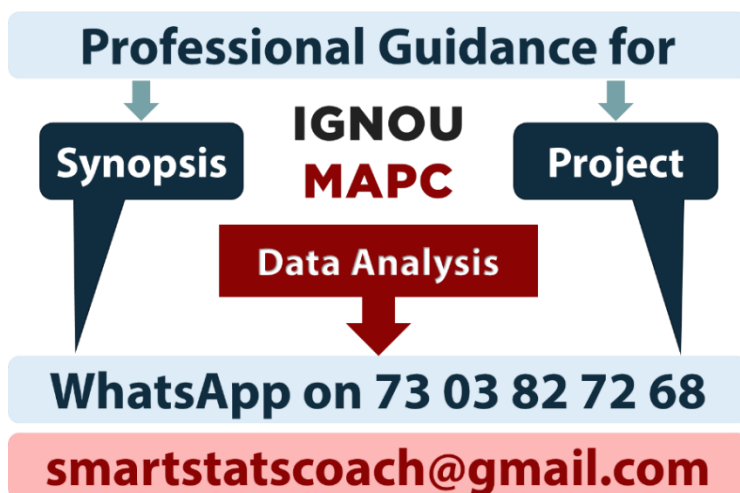 Professional Guidance for
IGNOU
MAPC
Synopsis
Project
Data Analysis
WhatsApp on 73 03 82 72 68
smartstatscoach@gmail.com